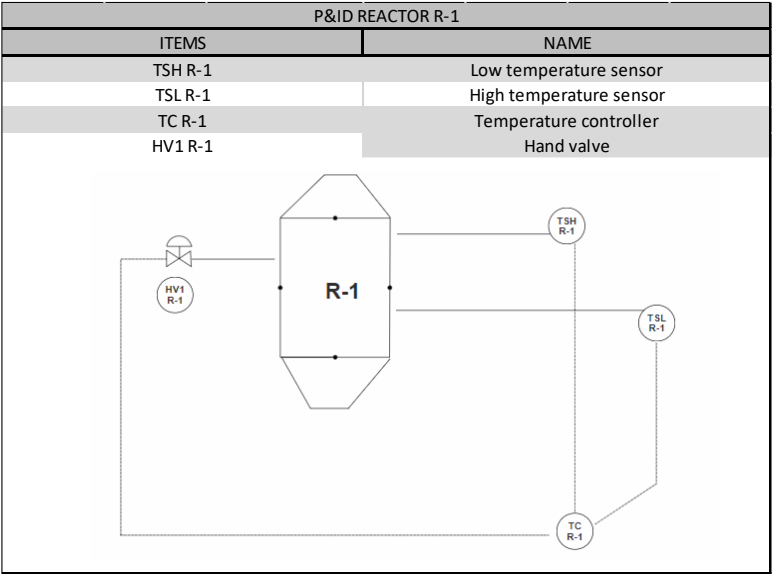 P&ID REACTOR R-1
ITEMS NAME
TSH R-1 Low temperature sensor
TSL R-1 High temperature sensor
TC R-1 Temperature controller
HV1 R-1 Hand valve
TSH
R-1
HV1
R-1
R-1
TSL
R-1
TC
R-1